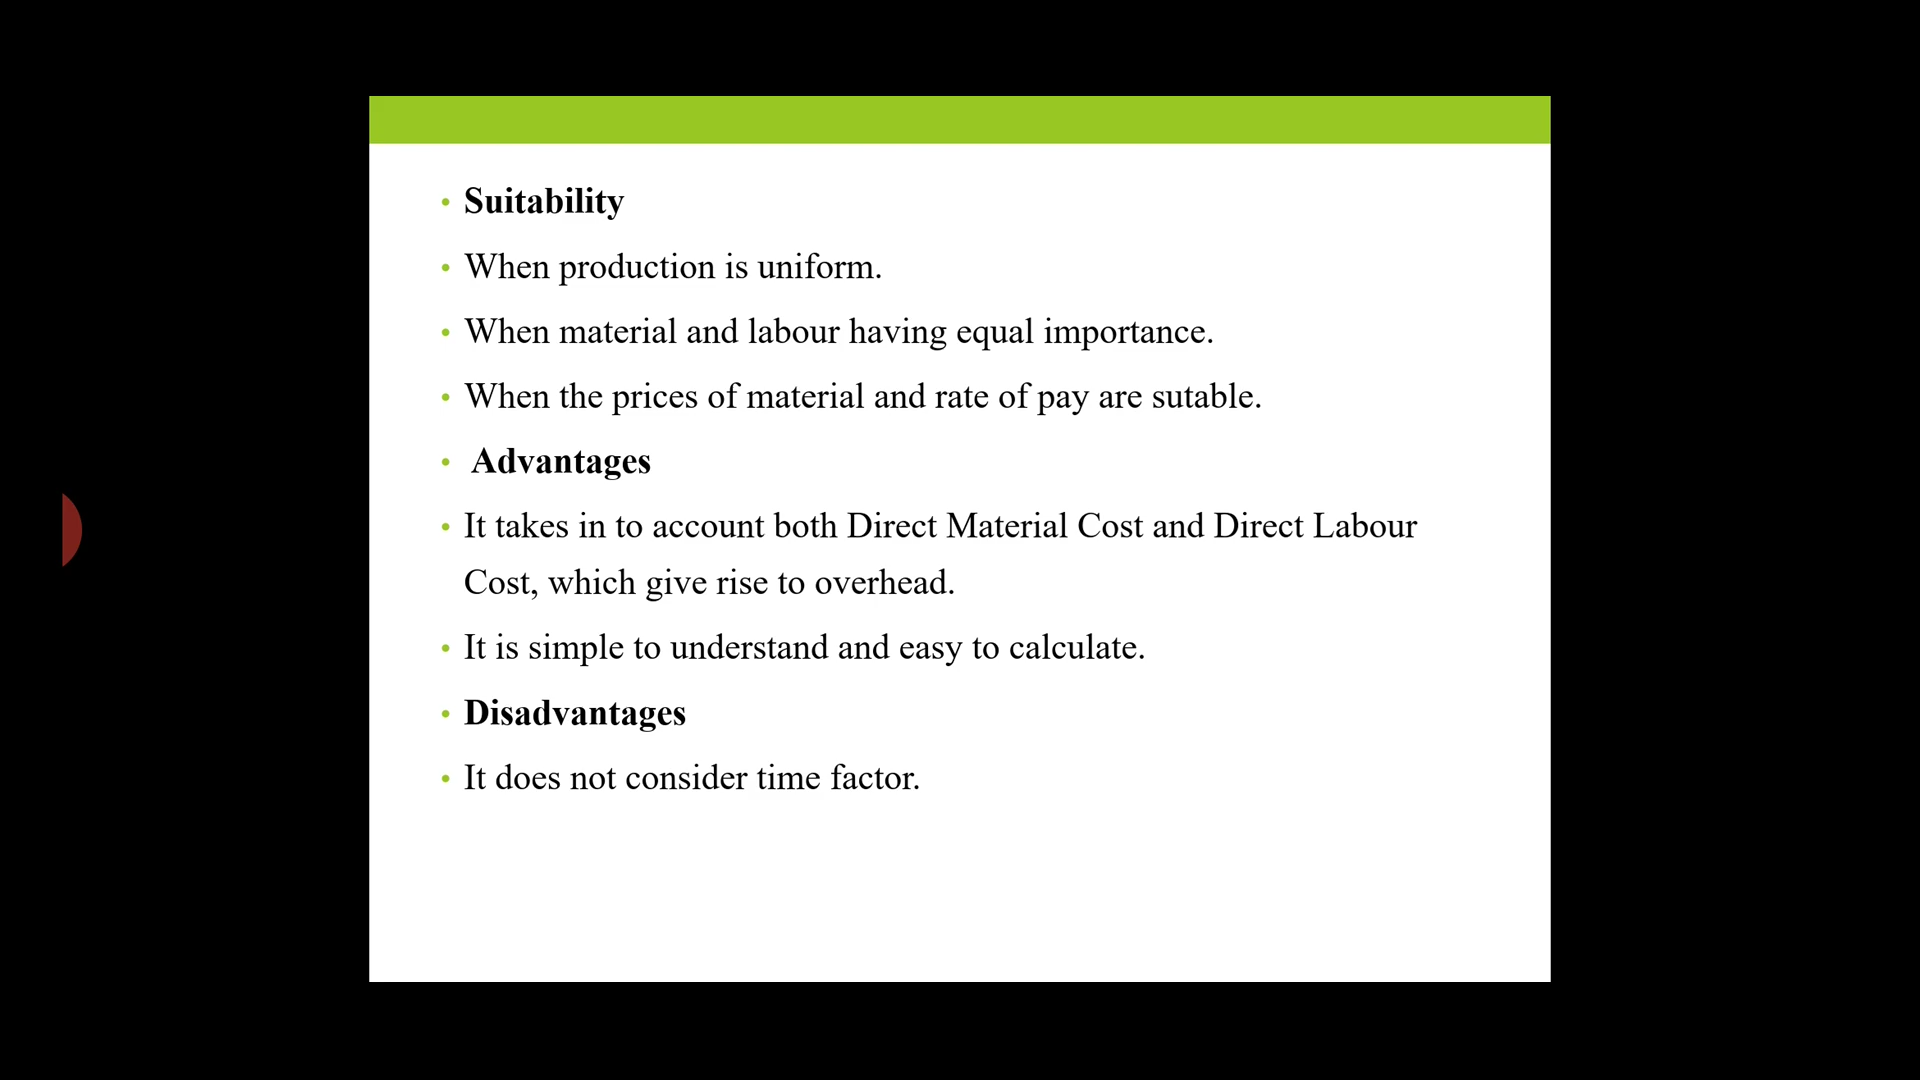 • Suitability
• When production is uniform.
• When material and labour having equal importance.
• When the prices of material and rate of pay are sutable.
• Advantages
• It takes in to account both Direct Material Cost and Direct Labour
Cost, which give rise to overhead.
• It is simple to understand and easy to calculate.
• Disadvantages
• It does not consider time factor.